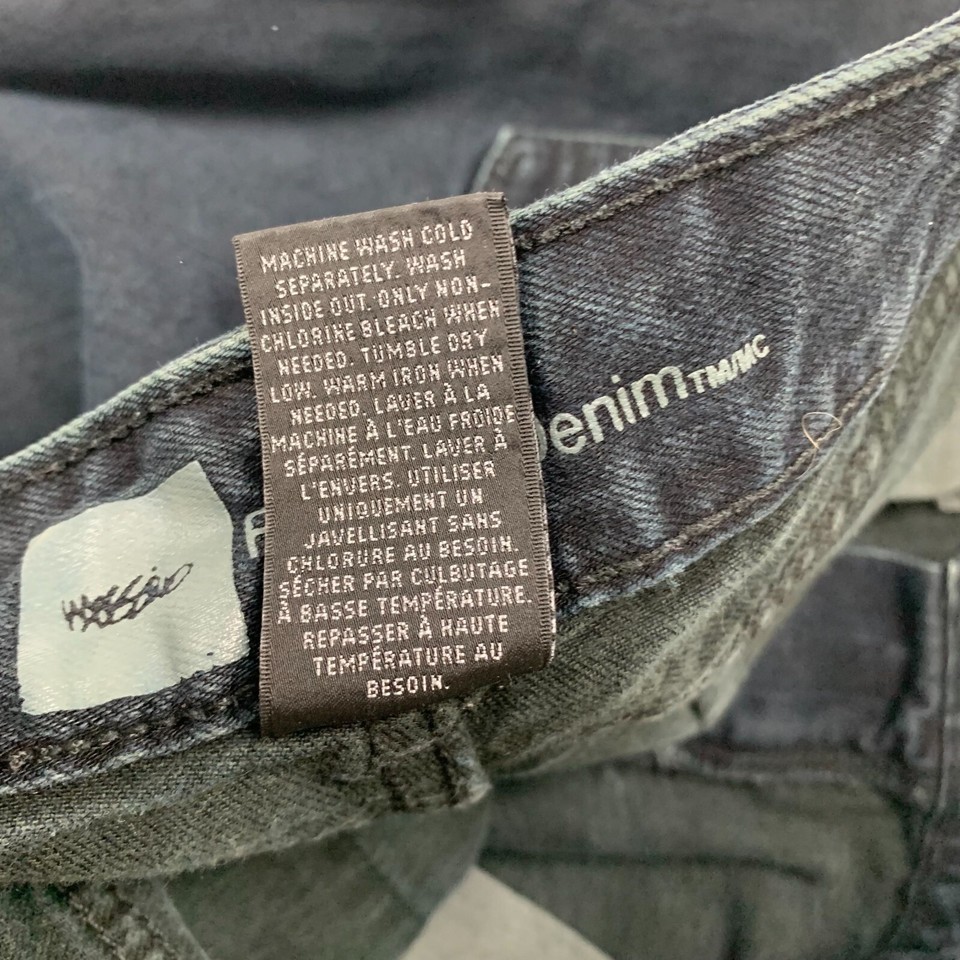 MACHINE WASH COLD
SEPARATELY. WASH
INSIDE OUT. ONLY NON-
CHLORINE BLEACH WHEN
NEEDED. TUMBLE DRY
LOW. WARM IRON WHEN
NEEDED. LAVER À LA
MACHINE À L'EAU FROIDE
SÉPARÉMENT. LAVER À
L'ENVERS. UTILISER
UNIQUEMENT UN
JAVELLISANT SANS
CHLORURE AU BESOIN.
SÉCHER PAR CULBUTAGE
À BASSE TEMPÉRATURE.
REPASSER À HAUTE
TEMPÉRATURE AU
BESOIN.
Denim TM/MC